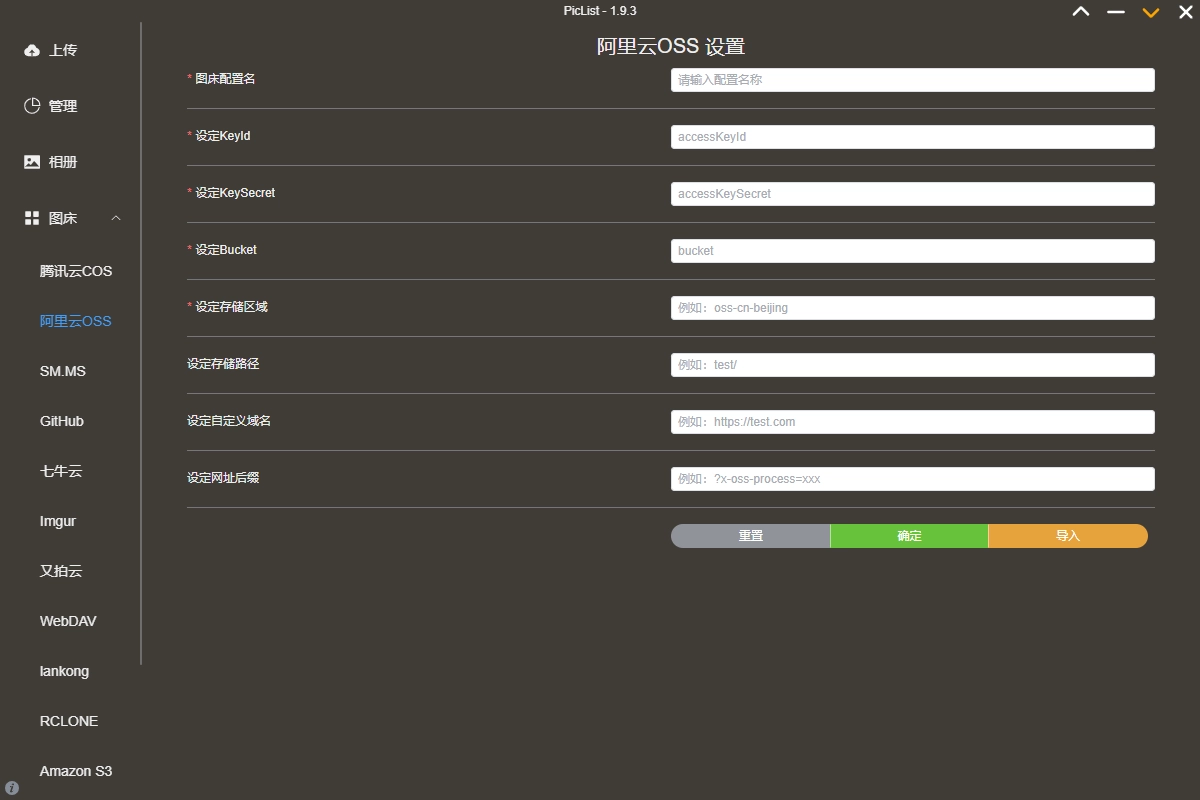 PicList - 1.9.3
上传
管理
相册
图床
腾讯云COS
阿里云OSS
SM.MS
GitHub
七牛云
Imgur
又拍云
WebDAV
lankong
RCLONE
Amazon S3
阿里云OSS 设置
* 图床配置名
请输入配置名称
* 设定KeyId
accessKeyId
* 设定KeySecret
accessKeySecret
* 设定Bucket
bucket
* 设定存储区域
例如：oss-cn-beijing
设定存储路径
例如：test/
设定自定义域名
例如：https://test.com
设定网址后缀
例如：?x-oss-process=xxx
重置 确定 导入